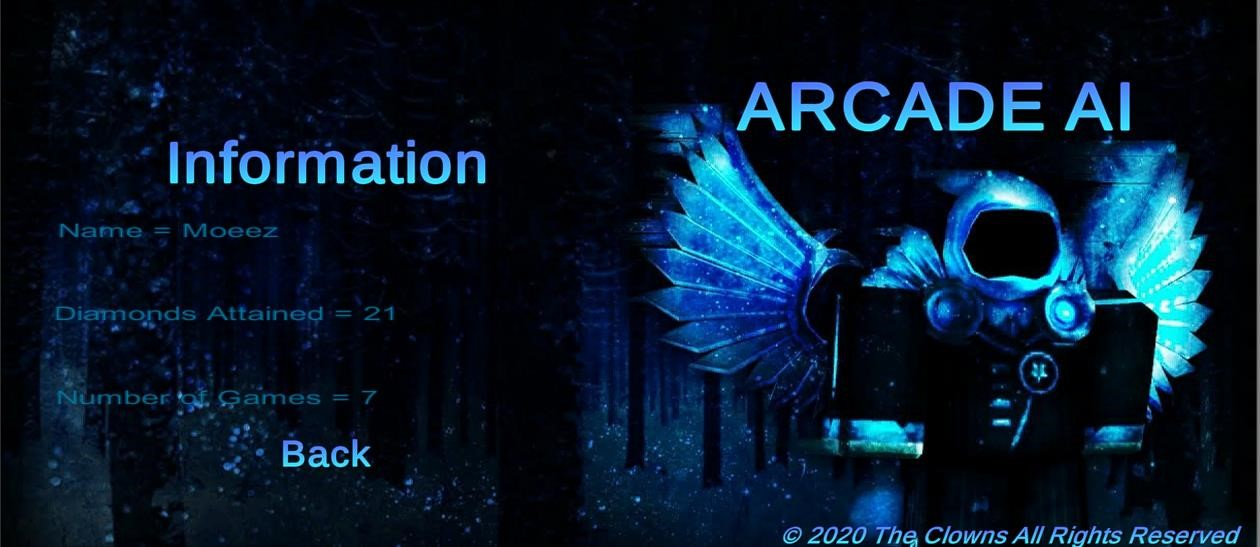 ARCADE AI
Information
Name = Moeez
Diamonds Attained = 21
Number of Games = 7
Back
© 2020 The Clowns All Rights Reserved